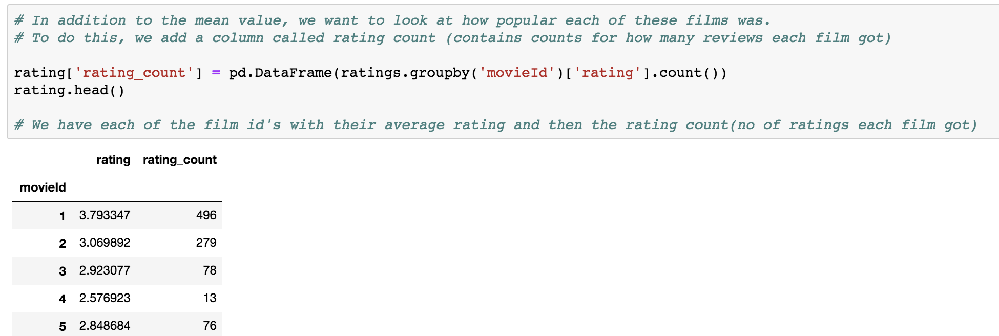 # In addition to the mean value, we want to look at how popular each of these films was.
# To do this, we add a column called rating count (contains counts for how many reviews each film got)
rating['rating_count'] = pd.DataFrame(ratings.groupby('movieId')['rating'].count())
rating.head()
# We have each of the film id's with their average rating and then the rating count(no of ratings each film got)
rating rating_count
movieId
1 3.793347 496
2 3.069892 279
3 2.923077 78
4 2.576923 13
5 2.848684 76